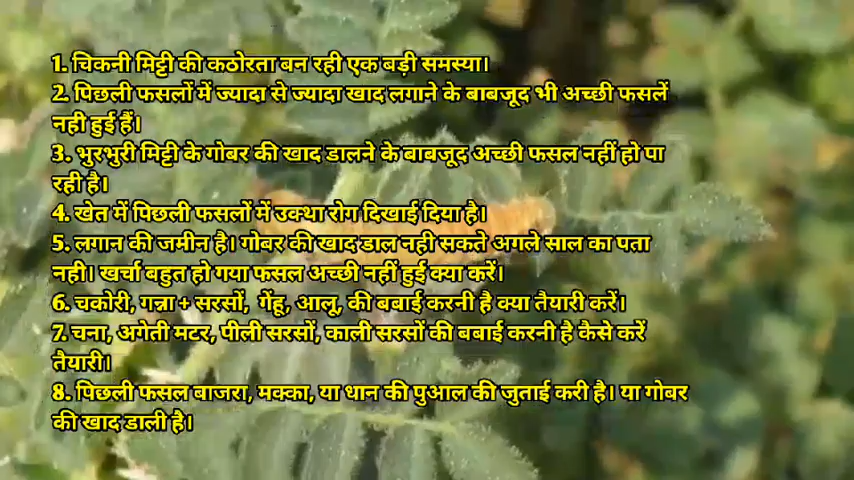 1. चिकनी मिट्टी की कठोरता बन रही एक बड़ी समस्या।
2. पिछली फसलों में ज्यादा से ज्यादा खाद लगाने के बाबजूद भी अच्छी फसलें
नही हुई हैं।
3. भुरभुरी मिट्टी के गोबर की खाद डालने के बाबजूद अच्छी फसल नहीं हो पा
रही है।
4. खेत में पिछली फसलों में उक्था रोग दिखाई दिया है।
5. लगान की जमीन है। गोबर की खाद डाल नही सकते अगले साल का पता
नही। खर्चा बहुत हो गया फसल अच्छी नहीं हुई क्या करें।
6. चकोरी, गन्ना + सरसों, गेंहू, आलू, की बबाई करनी है क्या तैयारी करें।
7. चना, अगेती मटर, पीली सरसों, काली सरसों की बबाई करनी है कैसे करें
तैयारी।
8. पिछली फसल बाजरा, मक्का, या धान की पुआल की जुताई करी है। या गोबर
की खाद डाली है।